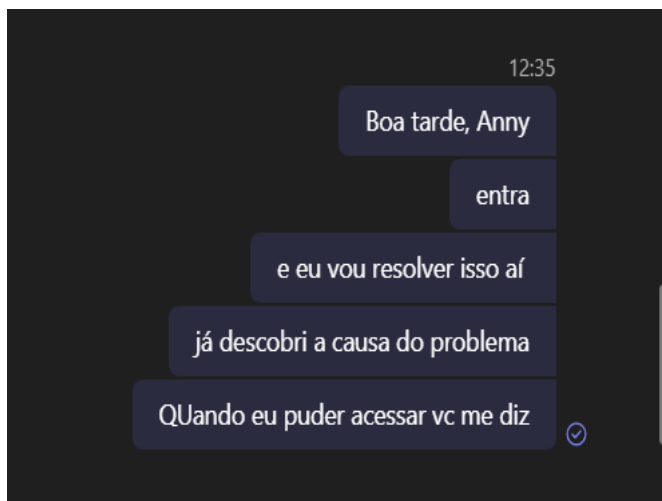 12:35
Boa tarde, Anny
entra
e eu vou resolver isso aí
já descobri a causa do problema
QUando eu puder acessar vc me diz